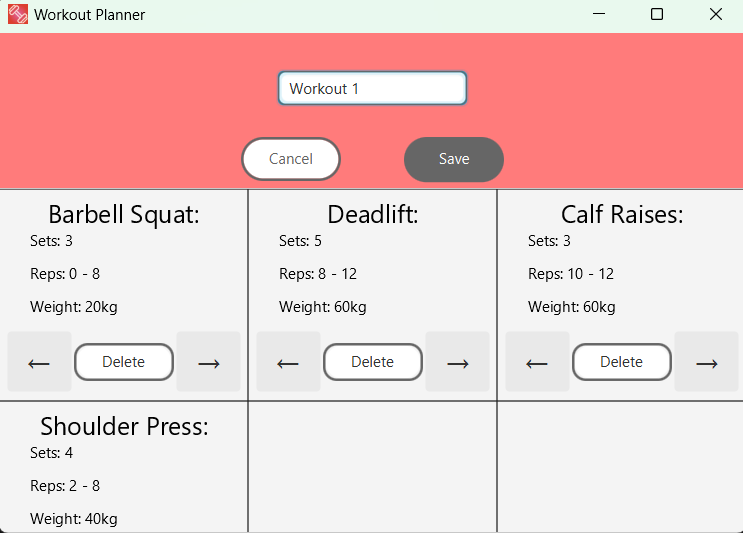 Workout Planner
Workout 1
Cancel
Save
Barbell Squat:
Sets: 3
Reps: 0 - 8
Weight: 20kg
← Delete →
Deadlift:
Sets: 5
Reps: 8 - 12
Weight: 60kg
← Delete →
Calf Raises:
Sets: 3
Reps: 10 - 12
Weight: 60kg
← Delete →
Shoulder Press:
Sets: 4
Reps: 2 - 8
Weight: 40kg